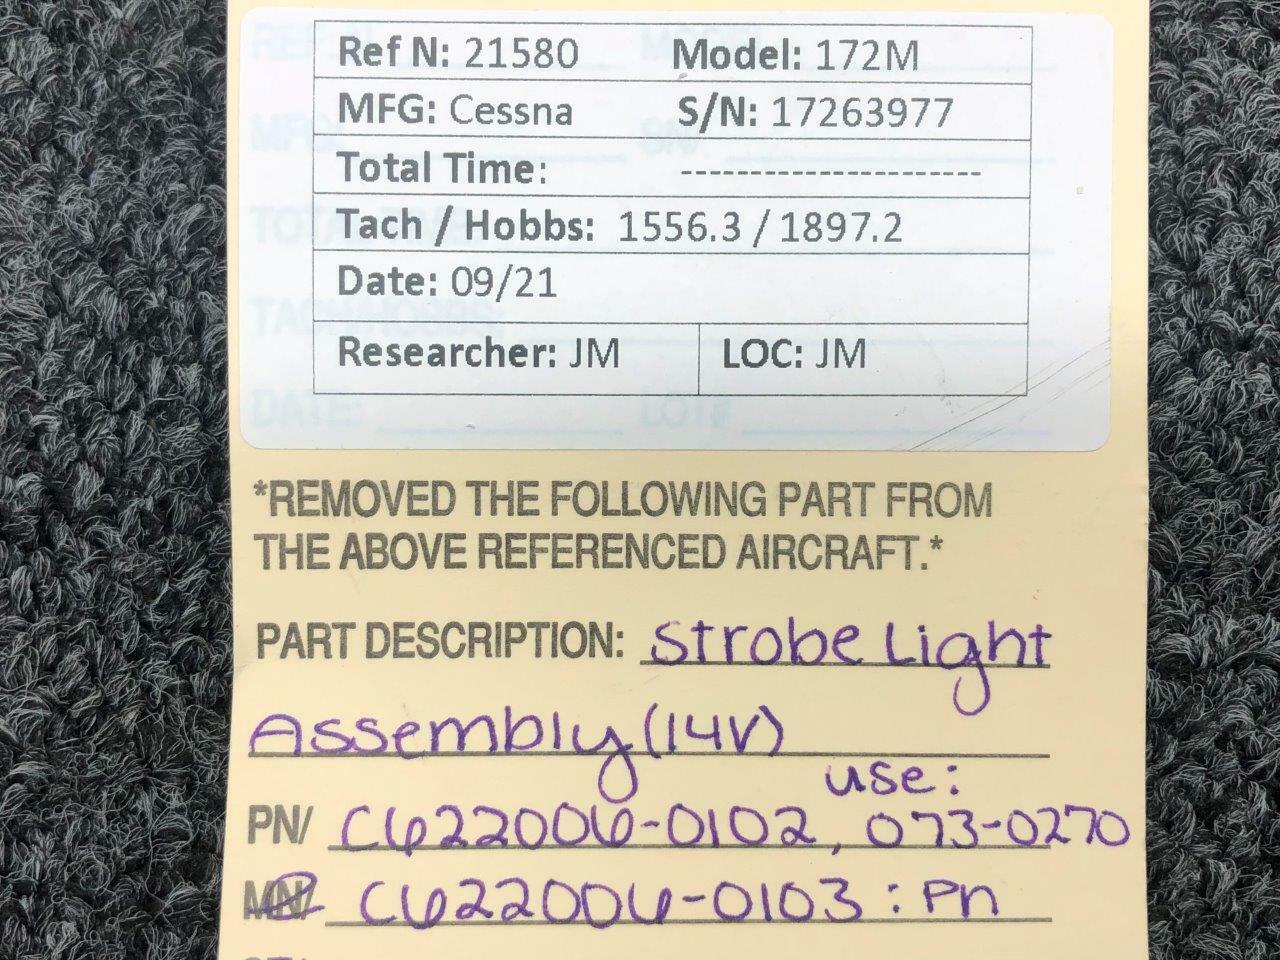 Ref N: 21580 Model: 172M
MFG: Cessna S/N: 17263977
Total Time: ---------------------
Tach / Hobbs: 1556.3 / 1897.2
Date: 09/21
Researcher: JM LOC: JM
*REMOVED THE FOLLOWING PART FROM
THE ABOVE REFERENCED AIRCRAFT.*
PART DESCRIPTION: Strobe Light
Assembly (14V)
use:
PN/ C622006-0102, 073-0270
MN/ C622006-0103 : Pn